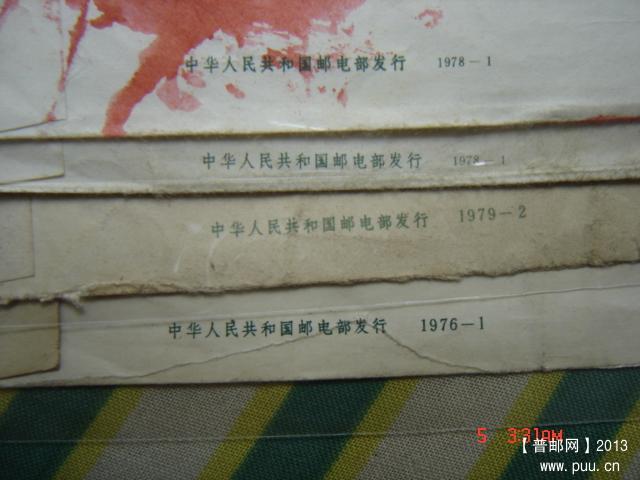 中华人民共和国邮电部发行 1978-1
中华人民共和国邮电部发行 1978-1
中华人民共和国邮电部发行 1979-2
中华人民共和国邮电部发行 1976-1
5 3:31AM
【普邮网】2013
www.puu.cn